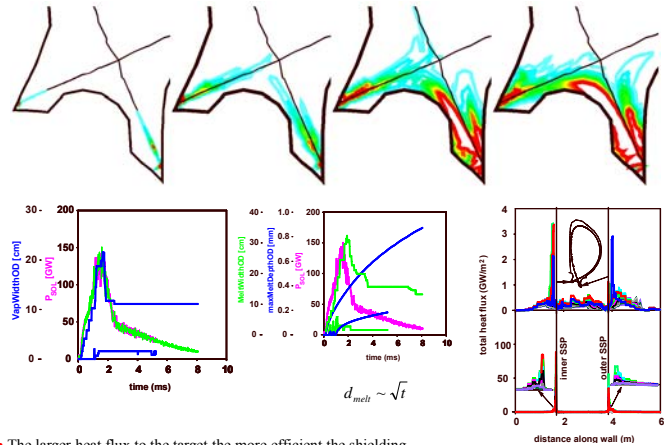 30 -
20 -
10 -
0 -
VapWidthOD [cm]
200
150
100
50
0
P_SOL [GW]
0 2 4 6 8 10
time (ms)
40 -
30 -
20 -
10 -
0 -
MeltWidthOD [cm]
1.0 -
0.8 -
0.6 -
0.4 -
0.2 -
0.0 -
maxMeltDpthOD [mm]
200
150
100
50
0
P_SOL [GW]
0 2 4 6 8 10
time (ms)
d_melt ~ √t
4
3
2
1
0
100
50
0
total heat flux (GW/m²)
inner SSP
outer SSP
0 2 4 6
distance along wall (m)
• The larger heat flux to the target the more efficient the shielding